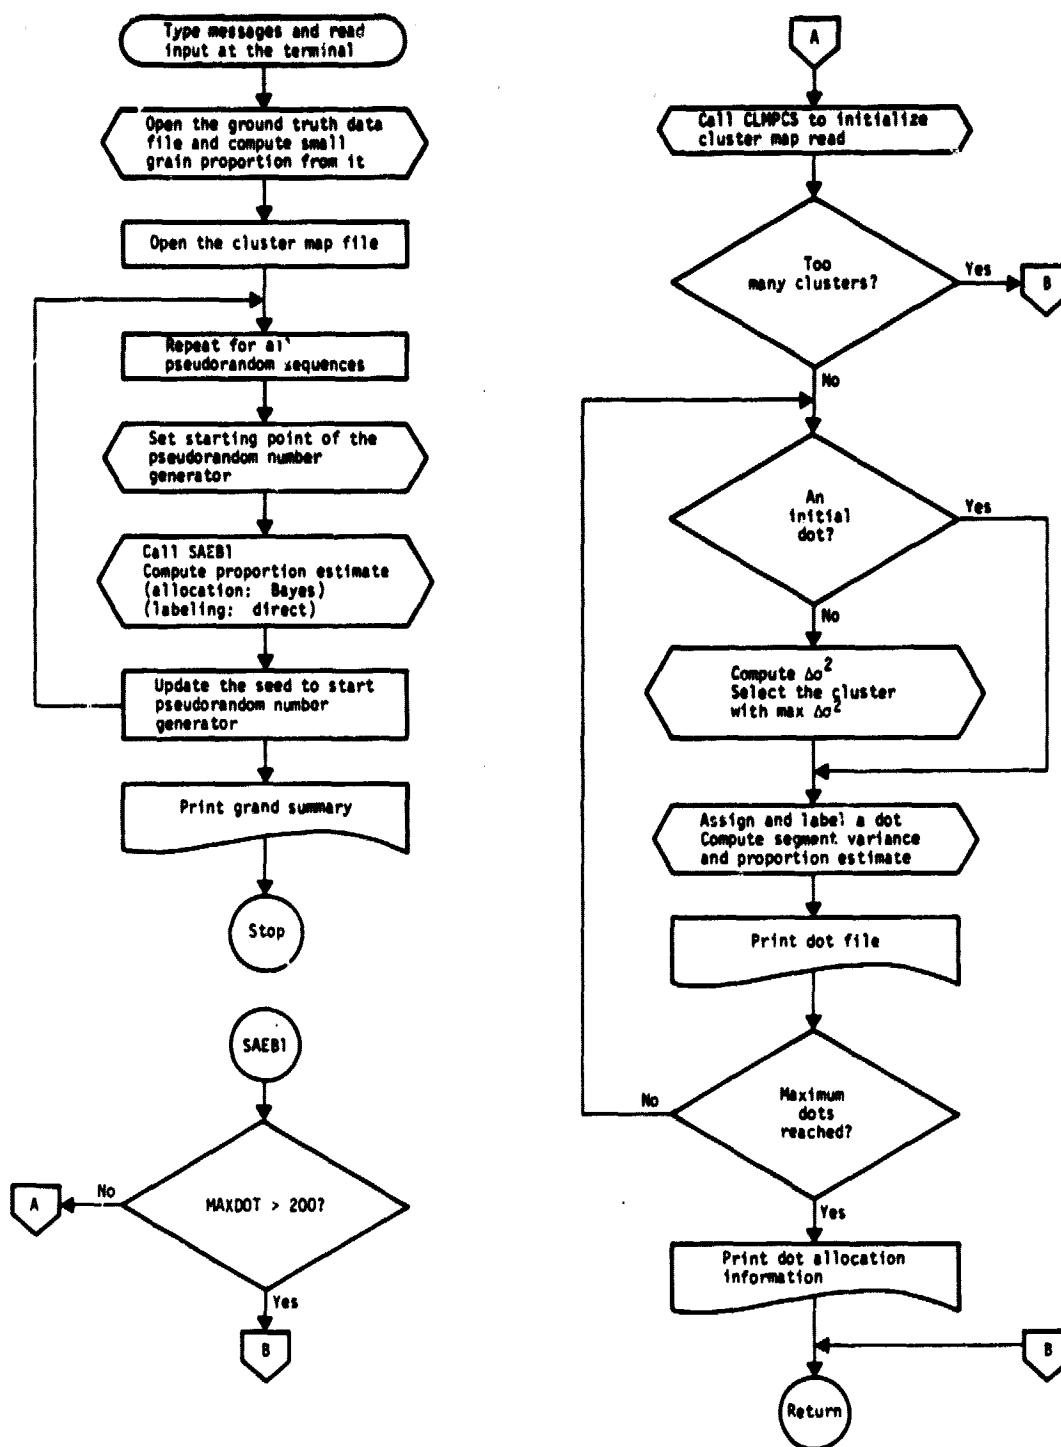 Type messages and read
input at the terminal
Open the ground truth data
file and compute small
grain proportion from it
Open the cluster map file
Repeat for al
pseudorandom sequences
Set starting point of the
pseudorandom number
generator
Call SAEB1
Compute proportion estimate
(allocation: Bayes)
(labeling: direct)
Update the seed to start
pseudorandom number
generator
Print grand summary
Stop
SAEB1
MAXDOT > 200?
No
A
Yes
B
A
Call CLMPCS to initialize
cluster map read
Too
many clusters?
Yes
B
No
An
initial
dot?
Yes
No
Compute Δσ²
Select the cluster
with max Δσ²
Assign and label a dot
Compute segment variance
and proportion estimate
Print dot file
Maximum
dots
reached?
No
Yes
Print dot allocation
information
B
Return